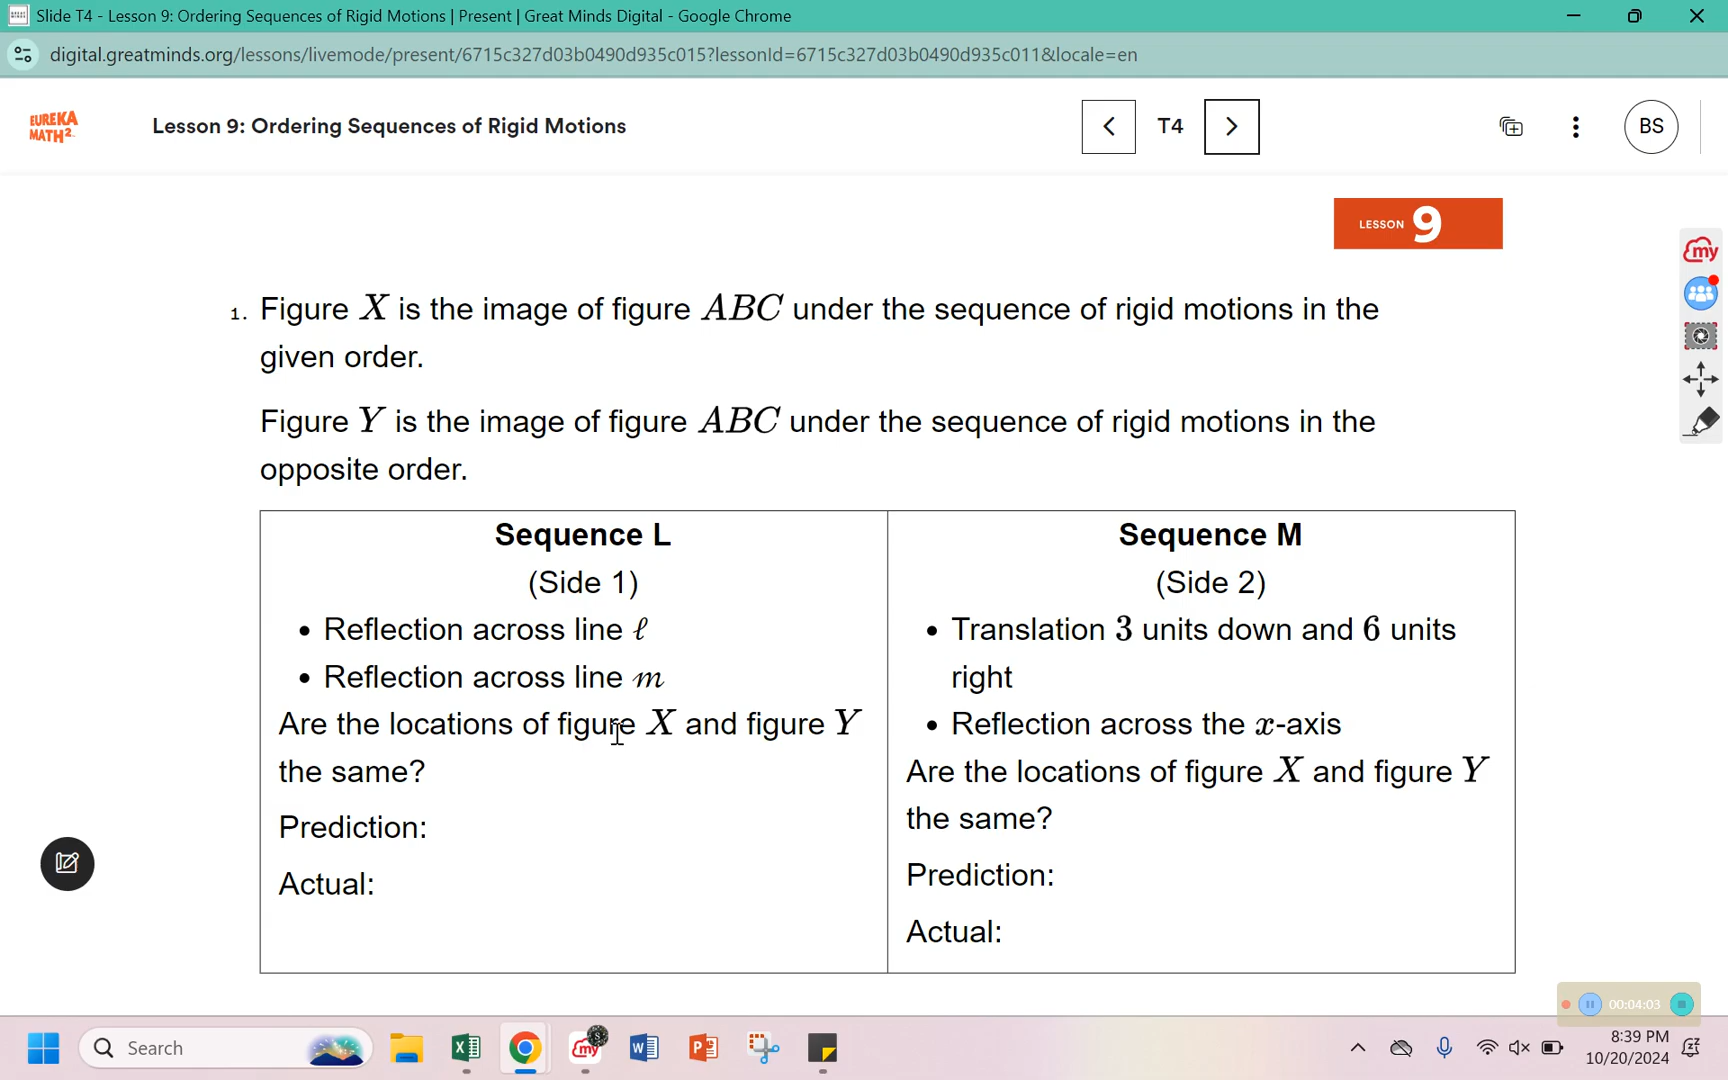 Slide T4 - Lesson 9: Ordering Sequences of Rigid Motions | Present | Great Minds Digital - Google Chrome
digital.greatminds.org/lessons/livemode/present/6715c327d03b0490d935c015?lessonId=6715c327d03b0490d935c011&locale=en
EUREKA
MATH²
Lesson 9: Ordering Sequences of Rigid Motions
T4
BS
LESSON 9
my
1. Figure X is the image of figure ABC under the sequence of rigid motions in the
given order.
Figure Y is the image of figure ABC under the sequence of rigid motions in the
opposite order.
Sequence L
(Side 1)
• Reflection across line ℓ
• Reflection across line m
Are the locations of figure X and figure Y
the same?
Prediction:
Actual:
Sequence M
(Side 2)
• Translation 3 units down and 6 units
right
• Reflection across the x-axis
Are the locations of figure X and figure Y
the same?
Prediction:
Actual:
00:04:03
Search
my
S
8:39 PM
10/20/2024